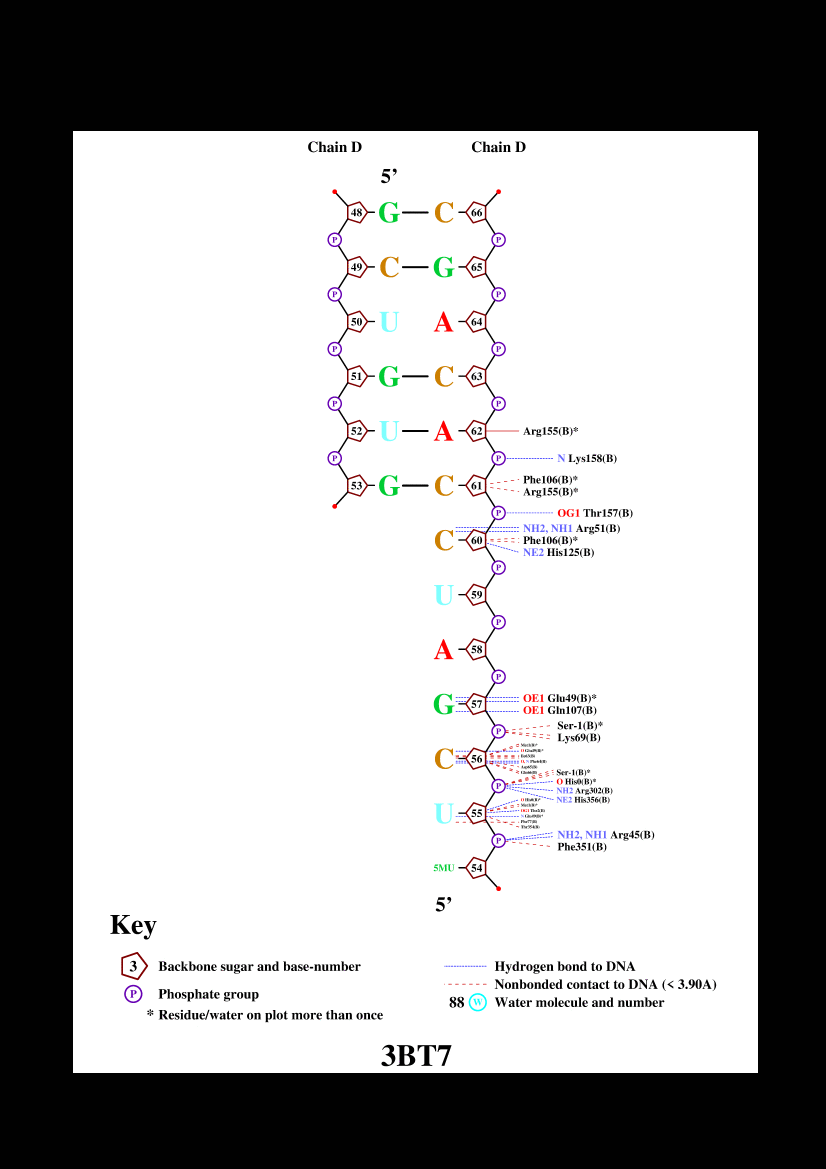 Chain D Chain D
5’
48 G C 66
P P
49 C G 65
P P
50 U A 64
P P
51 G C 63
P P
52 U A 62 Arg155(B)*
P P N Lys158(B)
Phe106(B)*
53 G C 61
Arg155(B)*
P OG1 Thr157(B)
NH2, NH1 Arg51(B)
C 60 Phe106(B)*
NE2 His125(B)
P
U 59
P
A 58
P
OE1 Glu49(B)*
G 57
OE1 Gln107(B)
Ser-1(B)*
P
Lys69(B)
C 56
Ser-1(B)*
O His0(B)*
P
NH2 Arg302(B)
NE2 His356(B)
U 55
NH2, NH1 Arg45(B)
P
Phe351(B)
5MU 54
5’
Key
3 Backbone sugar and base-number
P Phosphate group
* Residue/water on plot more than once
Hydrogen bond to DNA
Nonbonded contact to DNA (< 3.90A)
88 W Water molecule and number
3BT7